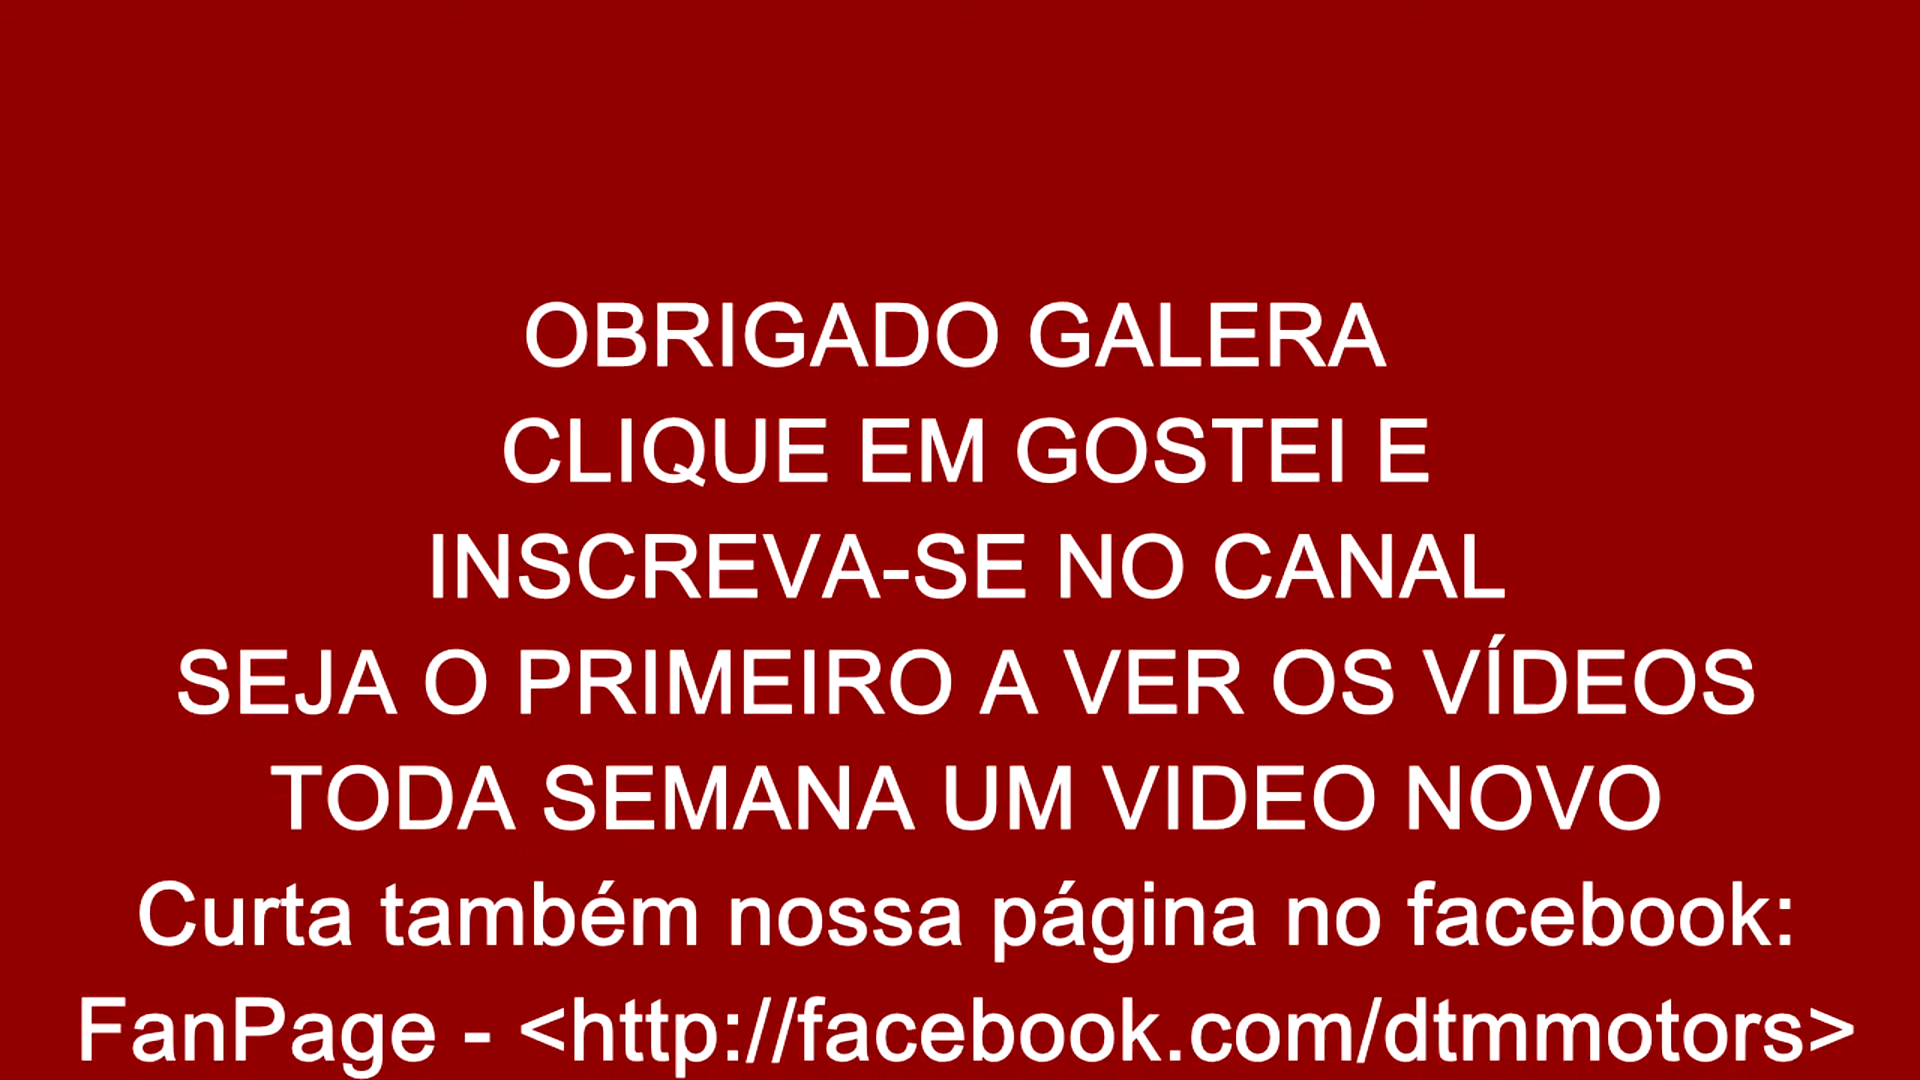 OBRIGADO GALERA
CLIQUE EM GOSTEI E
INSCREVA-SE NO CANAL
SEJA O PRIMEIRO A VER OS VÍDEOS
TODA SEMANA UM VIDEO NOVO
Curta também nossa página no facebook:
FanPage - <http://facebook.com/dtmmotors>